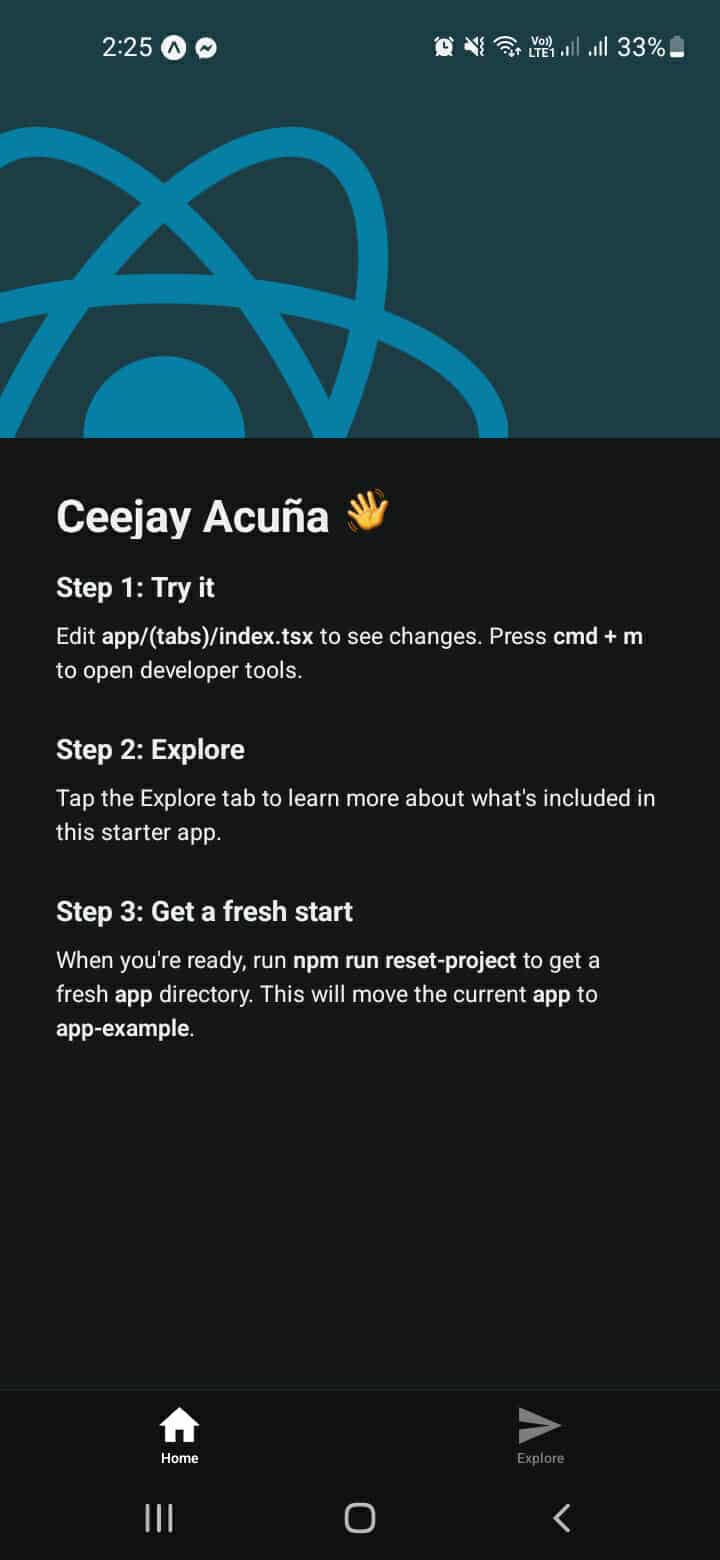 2:25 Vo)) LTE1 33%
Ceejay Acuña 👋
Step 1: Try it
Edit app/(tabs)/index.tsx to see changes. Press cmd + m
to open developer tools.
Step 2: Explore
Tap the Explore tab to learn more about what's included in
this starter app.
Step 3: Get a fresh start
When you're ready, run npm run reset-project to get a
fresh app directory. This will move the current app to
app-example.
Home Explore